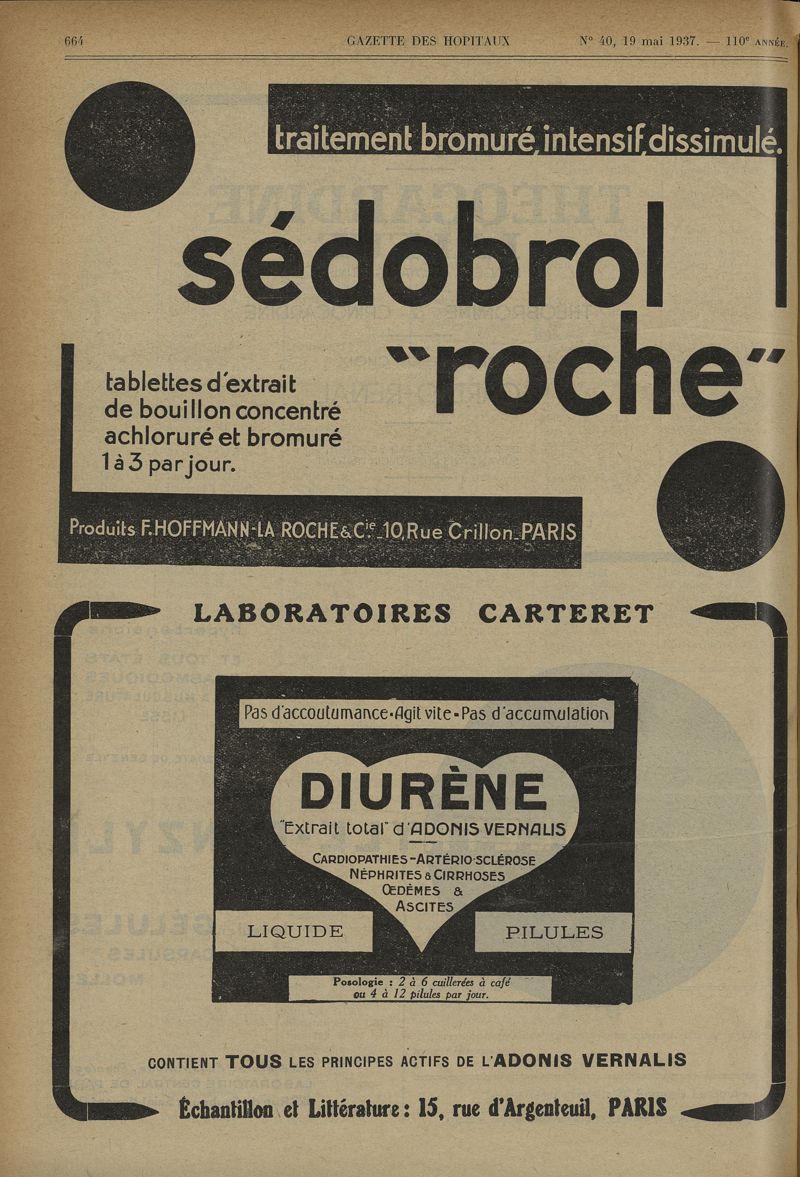 664
GAZETTE DES HOPITAUX
N° 40, 19 mai 1937. — 110e ANNÉE.
traitement bromuré, intensif, dissimulé.
sédobrol
"roche"
tablettes d'extrait
de bouillon concentré
achloruré et bromuré
1 à 3 par jour.
Produits F. HOFFMANN-LA ROCHE & Cie_10, Rue Crillon_PARIS
LABORATOIRES CARTERET
Pas d'accoutumance-Agit vite-Pas d'accumulation
DIURÈNE
"Extrait total" d'ADONIS VERNALIS
CARDIOPATHIES-ARTÉRIO-SCLÉROSE
NÉPHRITES & CIRRHOSES
ŒDÈMES &
ASCITES
LIQUIDE
PILULES
Posologie : 2 à 6 cuillerées à café
ou 4 à 12 pilules par jour.
CONTIENT TOUS LES PRINCIPES ACTIFS DE L'ADONIS VERNALIS
Échantillon et Littérature : 15, rue d'Argenteuil, PARIS